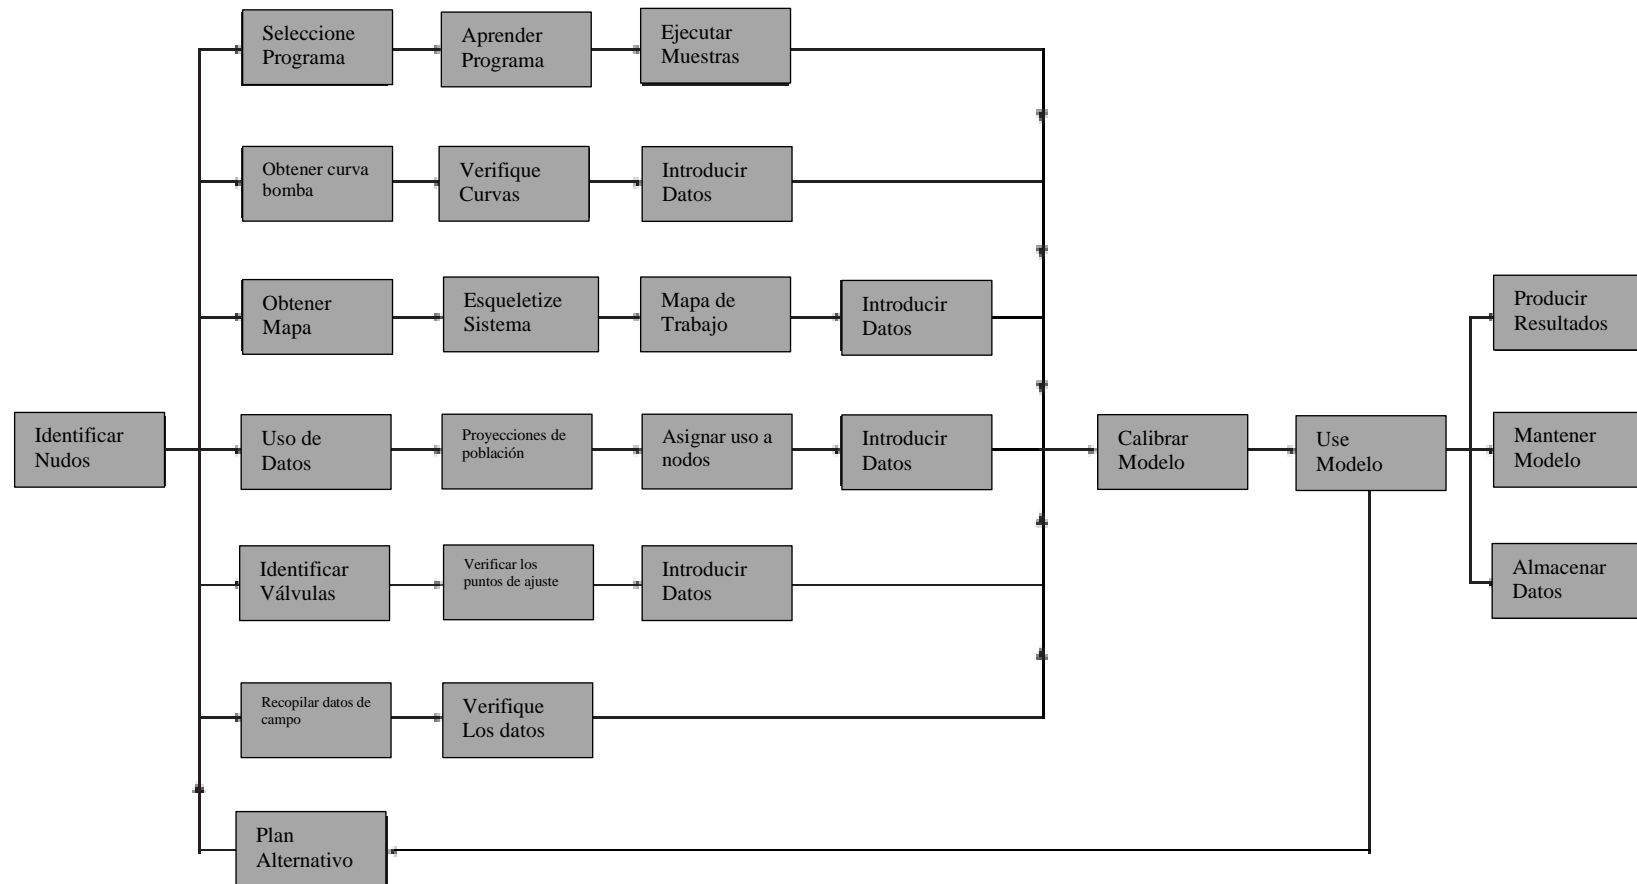 Seleccione
Programa
Aprender
Programa
Ejecutar
Muestras
Obtener curva
bomba
Verifique
Curvas
Introducir
Datos
Obtener
Mapa
Esqueletize
Sistema
Mapa de
Trabajo
Introducir
Datos
Producir
Resultados
Identificar
Nudos
Uso de
Datos
Proyecciones de
población
Asignar uso a
nodos
Introducir
Datos
Calibrar
Modelo
Use
Modelo
Mantener
Modelo
Identificar
Válvulas
Verificar los
puntos de ajuste
Introducir
Datos
Almacenar
Datos
Recopilar datos de
campo
Verifique
Los datos
Plan
Alternativo